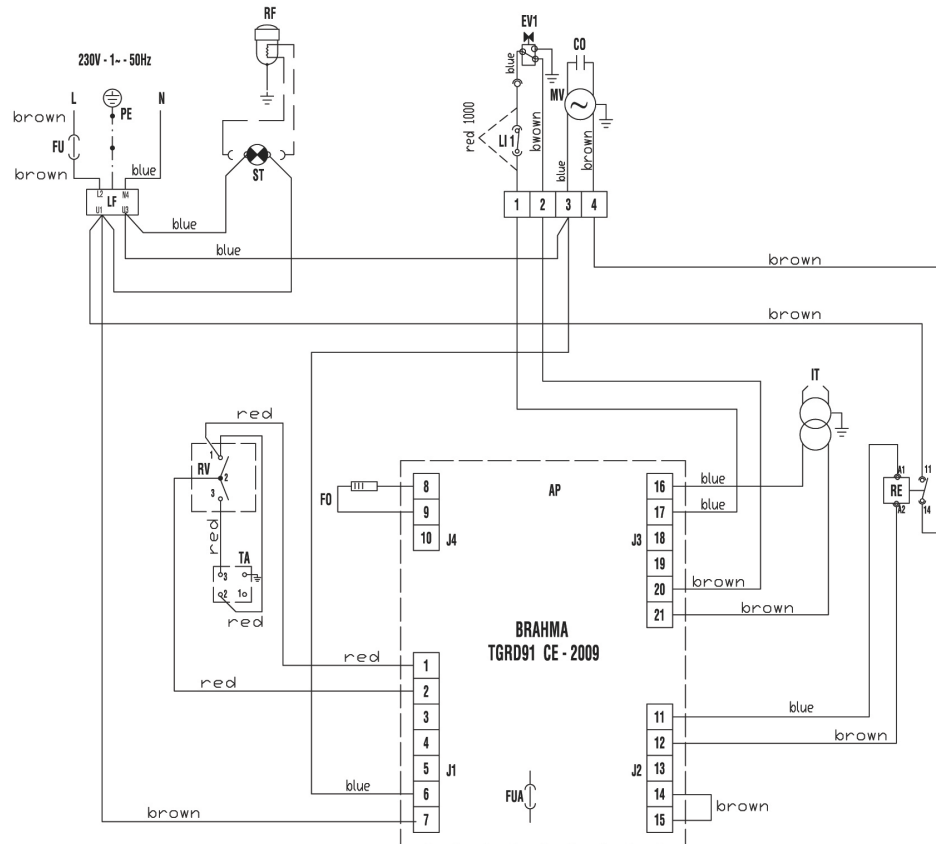 RF
EV1
230V - 1~ - 50Hz
CO
blue
L
PE
N
MV
brown
red 1000
FU
LI 1
bwown
blue
brown
brown
blue
ST
L2
N4
LF
U1
U3
blue
1
2
3
4
blue
brown
brown
IT
red
1
RV
2
3
FO
8
9
10
J4
AP
16
17
18
19
20
21
J3
blue
blue
brown
brown
A1
11
RE
A2
14
red
TA
3
2
1
red
BRAHMA
TGRD91 CE - 2009
red
red
1
2
3
4
5
6
7
J1
blue
brown
FUA
11
12
13
14
15
J2
blue
brown
brown